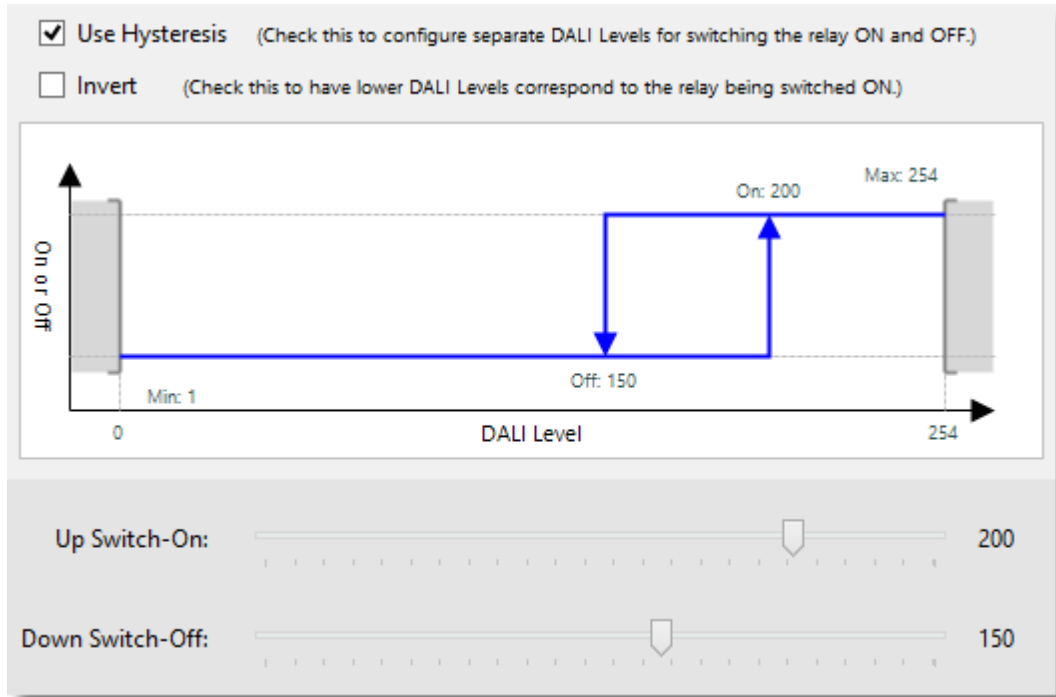 Use Hysteresis (Check this to configure separate DALI Levels for switching the relay ON and OFF.)
Invert (Check this to have lower DALI Levels correspond to the relay being switched ON.)
Max: 254
On: 200
On or Off
Off: 150
Min: 1
0 DALI Level 254
Up Switch-On: 200
Down Switch-Off: 150